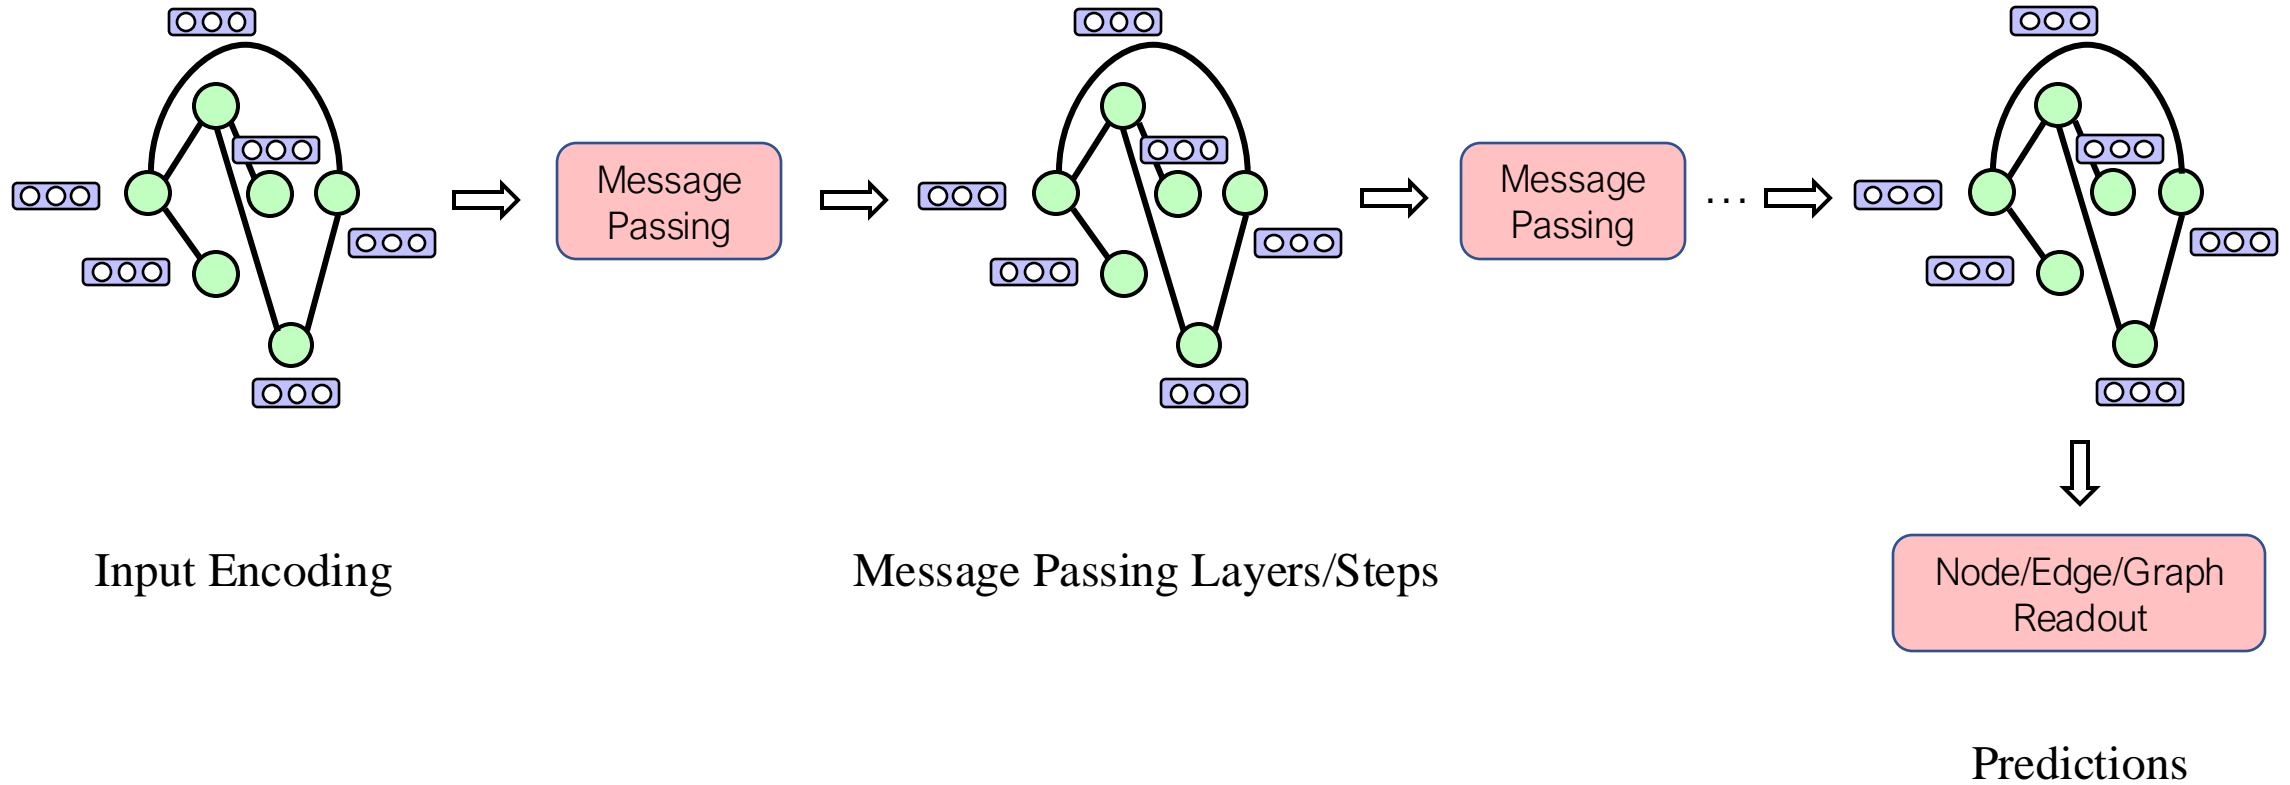 Message
Passing
Message
Passing
...
Input Encoding
Message Passing Layers/Steps
Node/Edge/Graph
Readout
Predictions